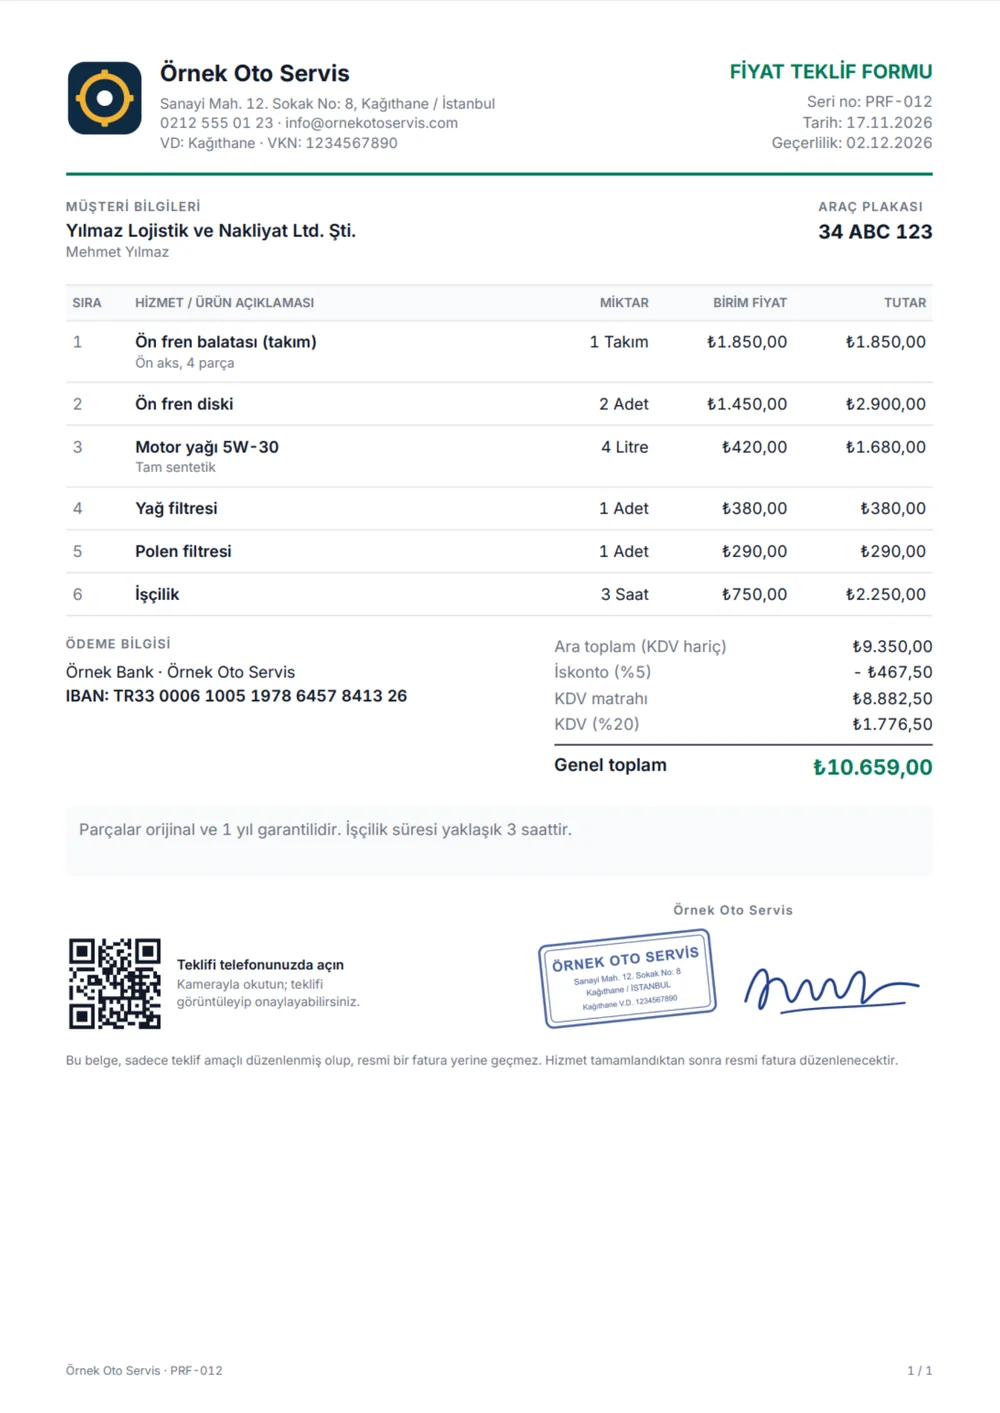 Örnek Oto Servis
Sanayi Mah. 12. Sokak No: 8, Kağıthane / İstanbul
0212 555 01 23 · info@ornekotoservis.com
VD: Kağıthane · VKN: 1234567890
FİYAT TEKLİF FORMU
Seri no: PRF-012
Tarih: 17.11.2026
Geçerlilik: 02.12.2026
MÜŞTERİ BİLGİLERİ
Yılmaz Lojistik ve Nakliyat Ltd. Şti.
Mehmet Yılmaz
ARAÇ PLAKASI
34 ABC 123
SIRA HİZMET / ÜRÜN AÇIKLAMASI MİKTAR BİRİM FİYAT TUTAR
1 Ön fren balatası (takım) 1 Takım ₺1.850,00 ₺1.850,00
Ön aks, 4 parça
2 Ön fren diski 2 Adet ₺1.450,00 ₺2.900,00
3 Motor yağı 5W-30 4 Litre ₺420,00 ₺1.680,00
Tam sentetik
4 Yağ filtresi 1 Adet ₺380,00 ₺380,00
5 Polen filtresi 1 Adet ₺290,00 ₺290,00
6 İşçilik 3 Saat ₺750,00 ₺2.250,00
ÖDEME BİLGİSİ
Örnek Bank · Örnek Oto Servis
IBAN: TR33 0006 1005 1978 6457 8413 26
Ara toplam (KDV hariç) ₺9.350,00
İskonto (%5) - ₺467,50
KDV matrahı ₺8.882,50
KDV (%20) ₺1.776,50
Genel toplam ₺10.659,00
Parçalar orijinal ve 1 yıl garantilidir. İşçilik süresi yaklaşık 3 saattir.
Örnek Oto Servis
Teklifi telefonunuzda açın
Kamerayla okutun; teklifi
görüntüleyip onaylayabilirsiniz.
ÖRNEK OTO SERVİS
Sanayi Mah. 12. Sokak No: 8
Kağıthane / İSTANBUL
Kağıthane V.D. 1234567890
Bu belge, sadece teklif amaçlı düzenlenmiş olup, resmi bir fatura yerine geçmez. Hizmet tamamlandıktan sonra resmi fatura düzenlenecektir.
Örnek Oto Servis · PRF-012
1 / 1